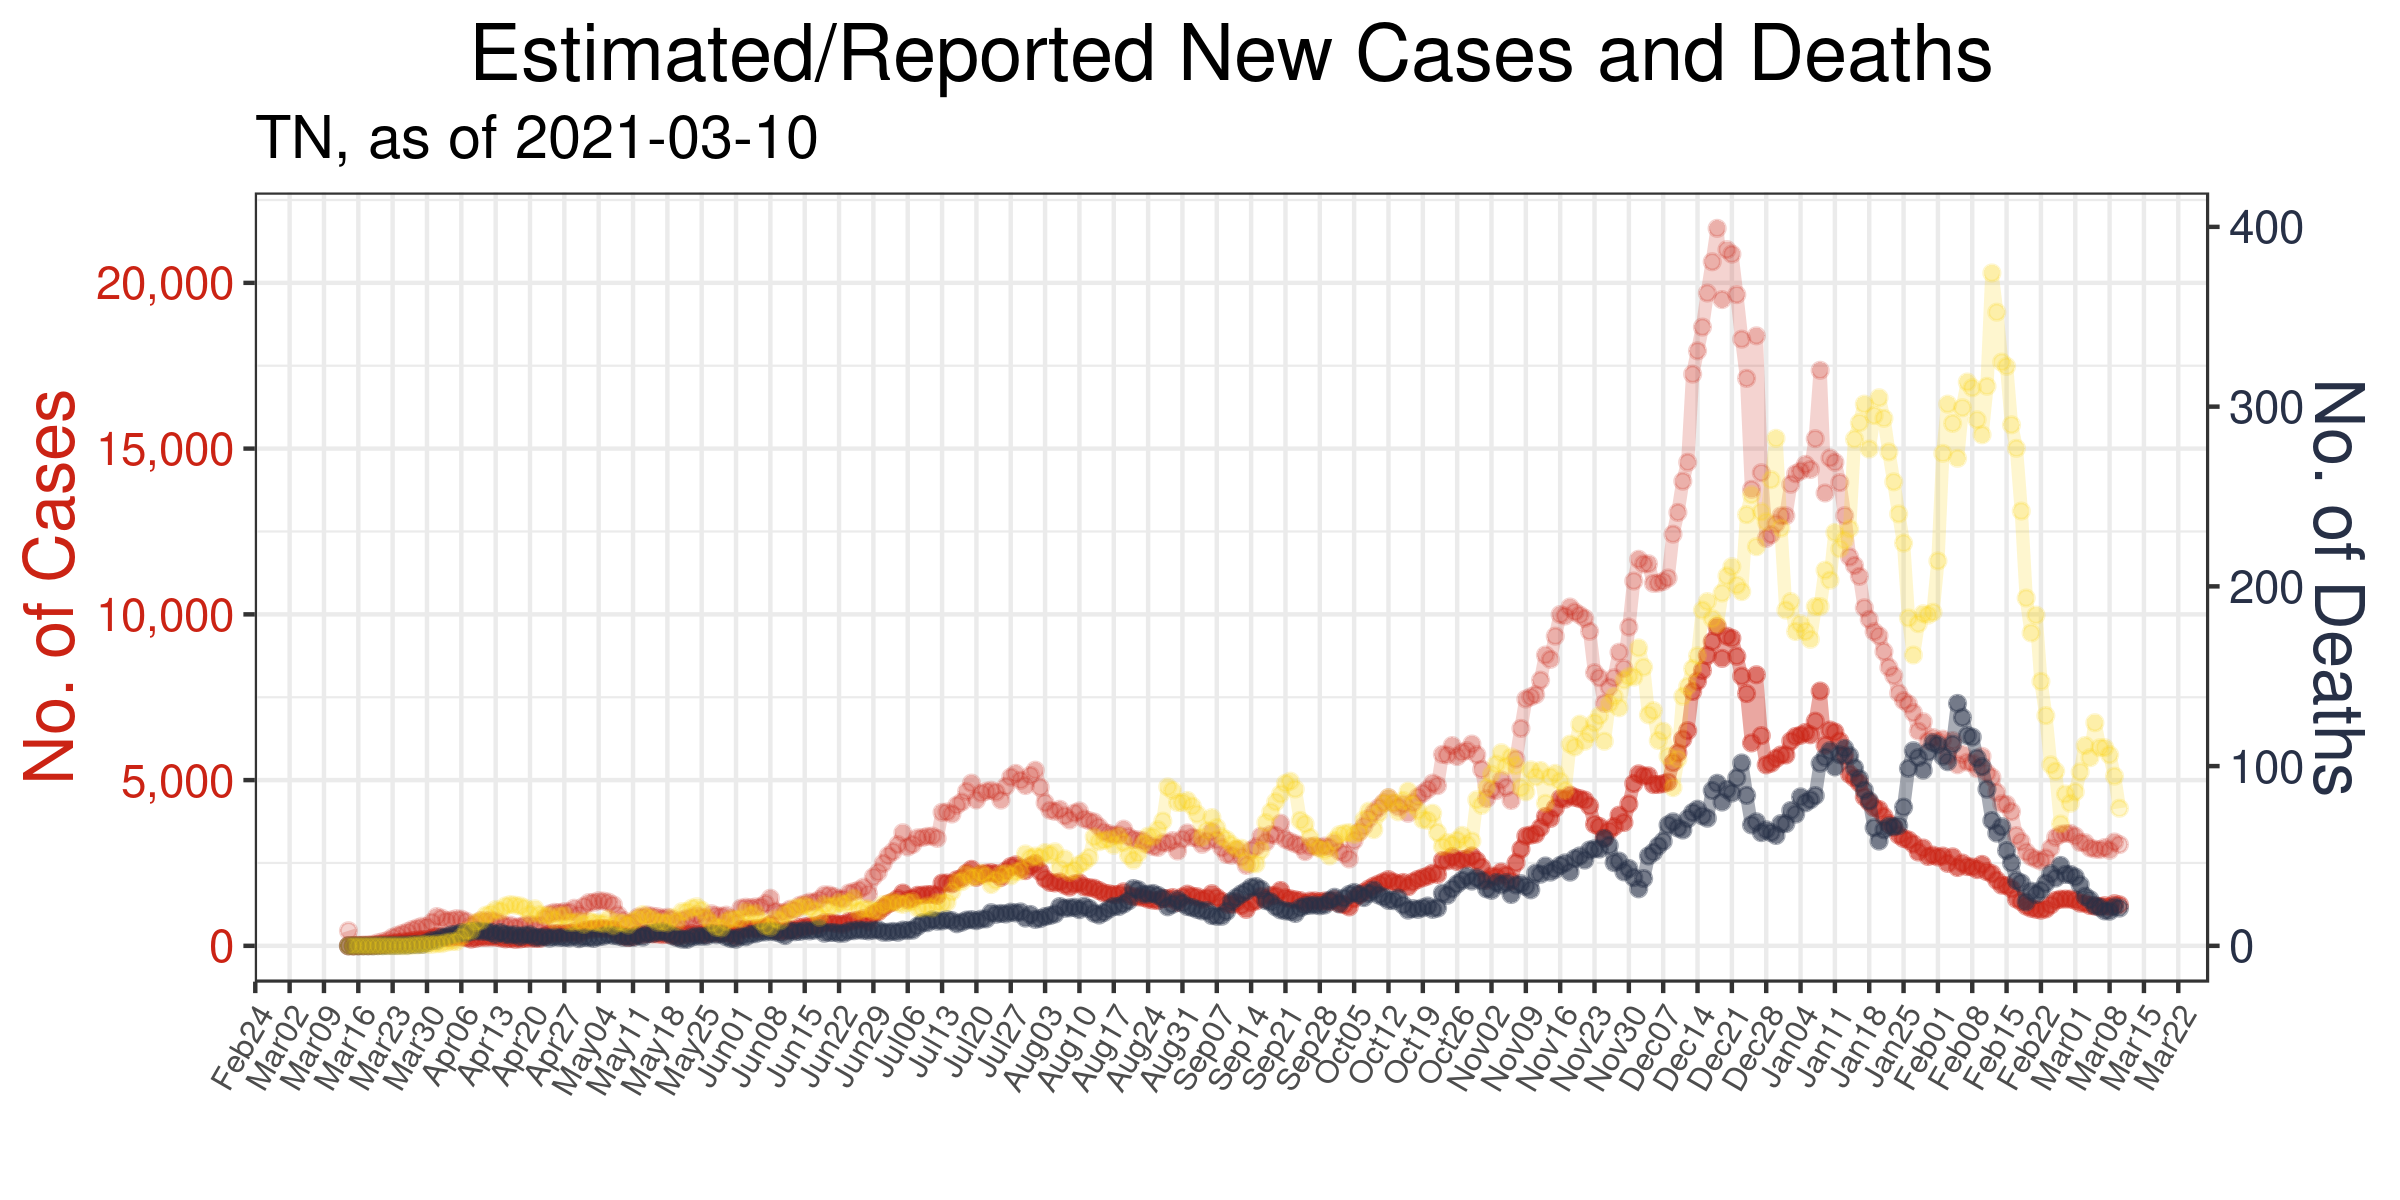 Estimated/Reported New Cases and Deaths
TN, as of 2021-03-10
No. of Cases
20,000
15,000
10,000
5,000
0
400
300
200
100
0
No. of Deaths
Feb24
Mar02
Mar09
Mar16
Mar23
Mar30
Apr06
Apr13
Apr20
Apr27
May04
May11
May18
May25
Jun01
Jun08
Jun15
Jun22
Jun29
Jul06
Jul13
Jul20
Jul27
Aug03
Aug10
Aug17
Aug24
Aug31
Sep07
Sep14
Sep21
Sep28
Oct05
Oct12
Oct19
Oct26
Nov02
Nov09
Nov16
Nov23
Nov30
Dec07
Dec14
Dec21
Dec28
Jan04
Jan11
Jan18
Jan25
Feb01
Feb08
Feb15
Feb22
Mar01
Mar08
Mar15
Mar22